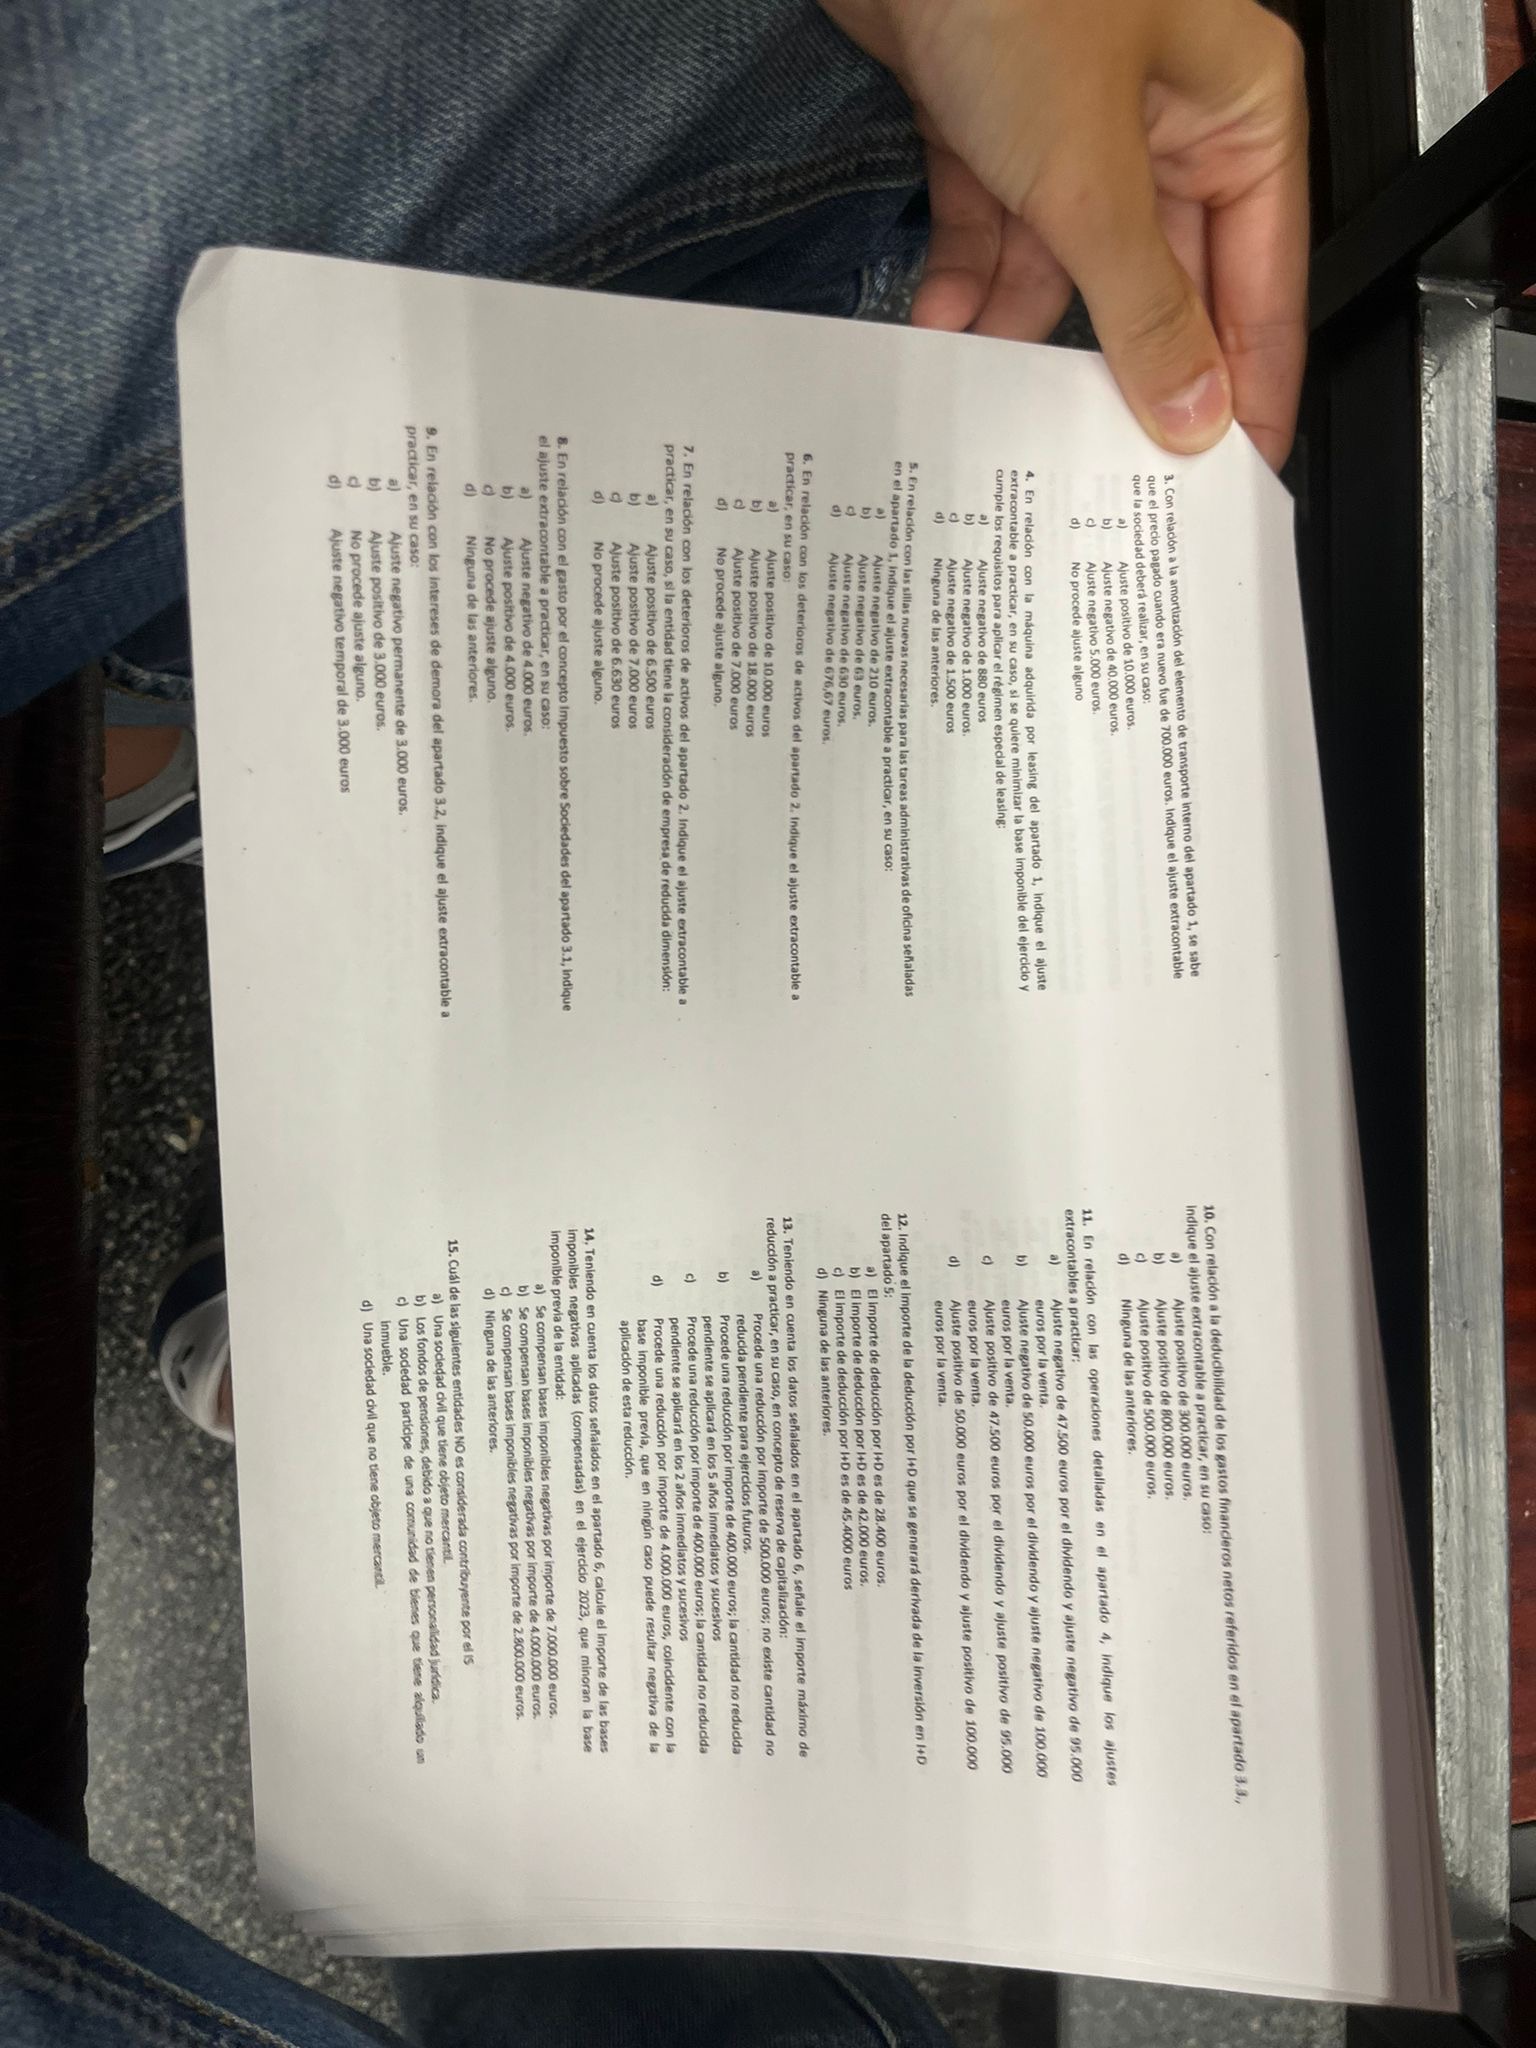 3. Con relación a la amortización del elemento de transporte interno del apartado 1, se sabe
que el precio pagado cuando era nuevo fue de 700.000 euros. Indique el ajuste extracontable
que la sociedad deberá realizar, en su caso:
a) Ajuste positivo de 10.000 euros.
b) Ajuste negativo de 40.000 euros.
c) Ajuste negativo 5.000 euros.
d) No procede ajuste alguno
4. En relación con la máquina adquirida por leasing del apartado 1, indique el ajuste
extracontable a practicar, en su caso, si se quiere minimizar la base imponible del ejercicio y
cumple los requisitos para aplicar el régimen especial de leasing:
a) Ajuste negativo de 880 euros
b) Ajuste negativo de 1.000 euros.
c) Ajuste negativo de 1.500 euros
d) Ninguna de las anteriores.
5. En relación con las sillas nuevas necesarias para las tareas administrativas de oficina señaladas
en el apartado 1, indique el ajuste extracontable a practicar, en su caso:
a) Ajuste negativo de 210 euros.
b) Ajuste negativo de 63 euros.
c) Ajuste negativo de 630 euros.
d) Ajuste negativo de 676,67 euros.
6. En relación con los deterioros de activos del apartado 2. Indique el ajuste extracontable a
practicar, en su caso:
a) Ajuste positivo de 10.000 euros
b) Ajuste positivo de 18.000 euros
c) Ajuste positivo de 7.000 euros
d) No procede ajuste alguno.
7. En relación con los deterioros de activos del apartado 2. Indique el ajuste extracontable a
practicar, en su caso, si la entidad tiene la consideración de empresa de reducida dimensión:
a) Ajuste positivo de 6.500 euros
b) Ajuste positivo de 7.000 euros
c) Ajuste positivo de 6.630 euros
d) No procede ajuste alguno.
8. En relación con el gasto por el concepto Impuesto sobre Sociedades del apartado 3.1, indique
el ajuste extracontable a practicar, en su caso:
a) Ajuste negativo de 4.000 euros.
b) Ajuste positivo de 4.000 euros.
c) No procede ajuste alguno.
d) Ninguna de las anteriores.
9. En relación con los intereses de demora del apartado 3.2, indique el ajuste extracontable a
practicar, en su caso:
a) Ajuste negativo permanente de 3.000 euros.
b) Ajuste positivo de 3.000 euros.
c) No procede ajuste alguno.
d) Ajuste negativo temporal de 3.000 euros
10. Con relación a la deducibilidad de los gastos financieros netos referidos en el apartado 3.3.,
indique el ajuste extracontable a practicar, en su caso:
a) Ajuste positivo de 300.000 euros.
b) Ajuste positivo de 800.000 euros.
c) Ajuste positivo de 500.000 euros.
d) Ninguna de las anteriores.
11. En relación con las operaciones detalladas en el apartado 4, indique los ajustes
extracontables a practicar:
a) Ajuste negativo de 47.500 euros por el dividendo y ajuste negativo de 95.000
euros por la venta.
b) Ajuste negativo de 50.000 euros por el dividendo y ajuste negativo de 100.000
euros por la venta.
c) Ajuste positivo de 47.500 euros por el dividendo y ajuste positivo de 95.000
euros por la venta.
d) Ajuste positivo de 50.000 euros por el dividendo y ajuste positivo de 100.000
euros por la venta.
12. Indique el importe de la deducción por I+D que se generará derivada de la inversión en I+D
del apartado 5:
a) El importe de deducción por I+D es de 28.400 euros.
b) El importe de deducción por I+D es de 42.000 euros.
c) El importe de deducción por I+D es de 45.4000 euros
d) Ninguna de las anteriores.
13. Teniendo en cuenta los datos señalados en el apartado 6, señale el importe máximo de
reducción a practicar, en su caso, en concepto de reserva de capitalización:
a) Procede una reducción por importe de 500.000 euros; no existe cantidad no
reducida pendiente para ejercicios futuros.
b) Procede una reducción por importe de 400.000 euros; la cantidad no reducida
pendiente se aplicará en los 5 años inmediatos y sucesivos
c) Procede una reducción por importe de 400.000 euros; la cantidad no reducida
pendiente se aplicará en los 2 años inmediatos y sucesivos
d) Procede una reducción por importe de 4.000.000 euros, coincidente con la
base imponible previa, que en ningún caso puede resultar negativa de la
aplicación de esta reducción.
14. Teniendo en cuenta los datos señalados en el apartado 6, calcule el importe de las bases
imponibles negativas aplicadas (compensadas) en el ejercicio 2023, que minoran la base
imponible previa de la entidad:
a) Se compensan bases imponibles negativas por importe de 7.000.000 euros.
b) Se compensan bases imponibles negativas por importe de 4.000.000 euros.
c) Se compensan bases imponibles negativas por importe de 2.800.000 euros.
d) Ninguna de las anteriores.
15. Cuál de las siguientes entidades NO es considerada contribuyente por el IS
a) Una sociedad civil que tiene objeto mercantil.
b) Los fondos de pensiones, debido a que no tienen personalidad jurídica.
c) Una sociedad partícipe de una comunidad de bienes que tiene alquilado un
inmueble.
d) Una sociedad civil que no tiene objeto mercantil.